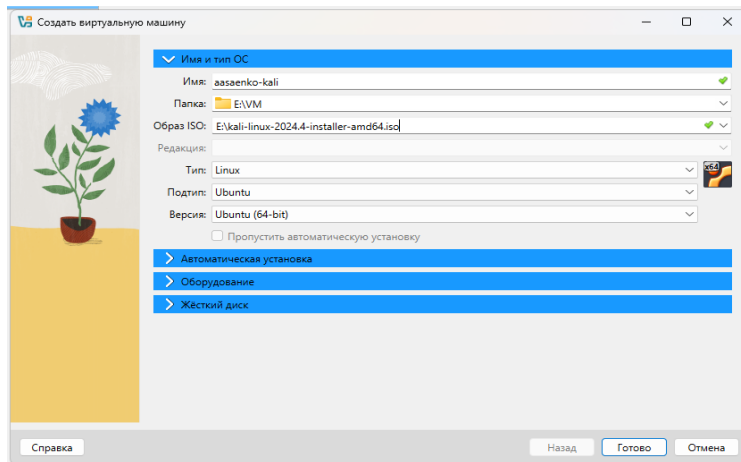 Создать виртуальную машину
Имя и тип ОС
Имя: aasaenko-kali
Папка: E:\VM
Образ ISO: E:\kali-linux-2024.4-installer-amd64.iso
Редакция:
Тип: Linux
x64
Подтип: Ubuntu
Версия: Ubuntu (64-bit)
Пропустить автоматическую установку
Автоматическая установка
Оборудование
Жёсткий диск
Справка Назад Готово Отмена